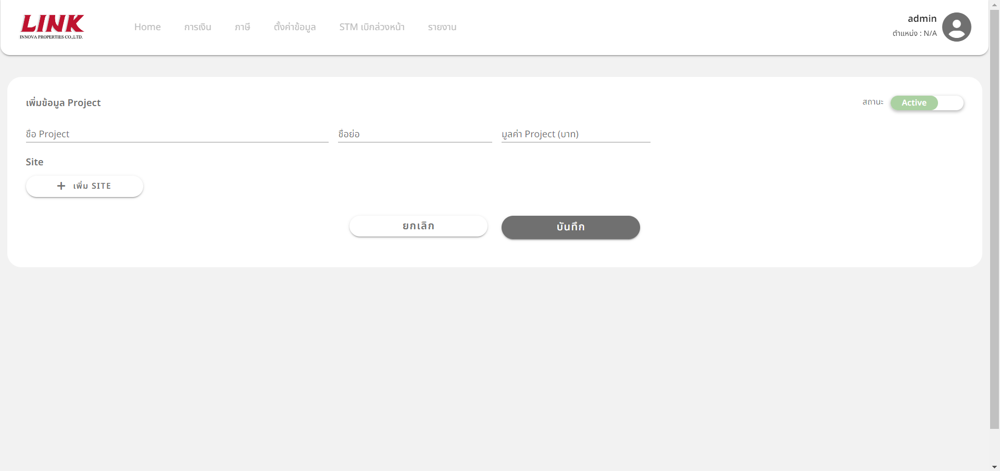 LINK
INNOVA PROPERTIES CO.,LTD.
Home
การเงิน
ภาษี
ตั้งค่าข้อมูล
STM เบิกล่วงหน้า
รายงาน
admin
ตำแหน่ง : N/A
เพิ่มข้อมูล Project
สถานะ
Active
ชื่อ Project
ชื่อย่อ
มูลค่า Project (บาท)
Site
+ เพิ่ม SITE
ยกเลิก
บันทึก